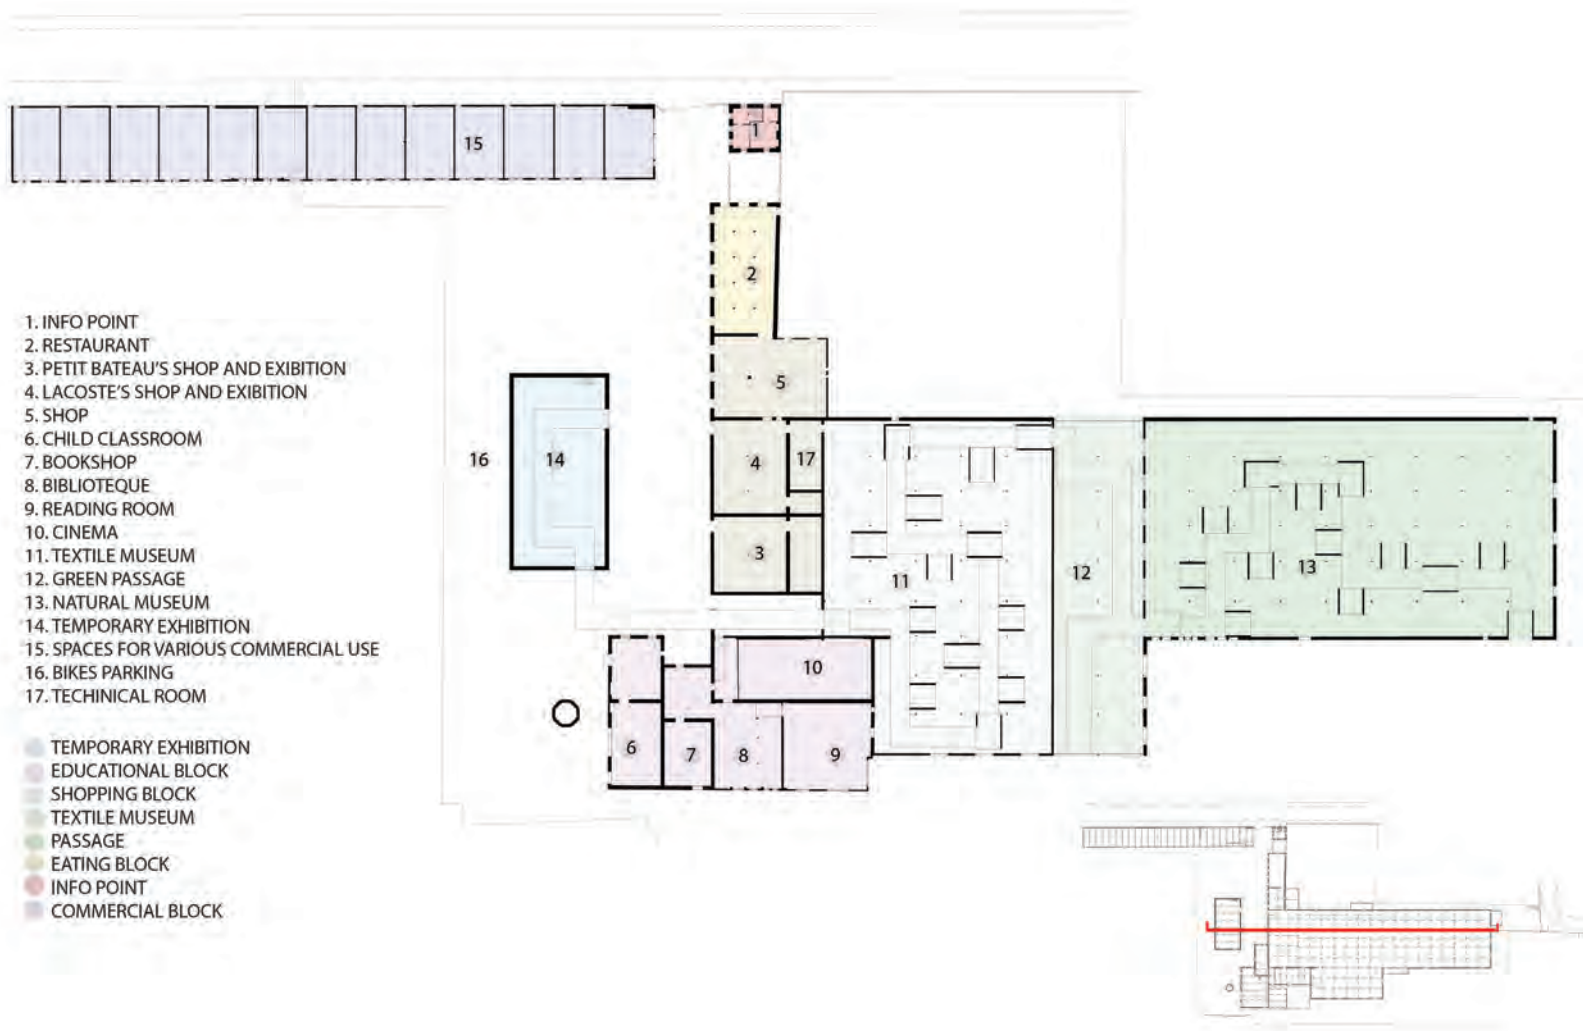 15
1
2
5
16
14
4
17
3
11
12
13
10
6
7
8
9
1. INFO POINT
2. RESTAURANT
3. PETIT BATEAU'S SHOP AND EXIBITION
4. LACOSTE'S SHOP AND EXIBITION
5. SHOP
6. CHILD CLASSROOM
7. BOOKSHOP
8. BIBLIOTEQUE
9. READING ROOM
10. CINEMA
11. TEXTILE MUSEUM
12. GREEN PASSAGE
13. NATURAL MUSEUM
14. TEMPORARY EXHIBITION
15. SPACES FOR VARIOUS COMMERCIAL USE
16. BIKES PARKING
17. TECHINICAL ROOM
TEMPORARY EXHIBITION
EDUCATIONAL BLOCK
SHOPPING BLOCK
TEXTILE MUSEUM
PASSAGE
EATING BLOCK
INFO POINT
COMMERCIAL BLOCK